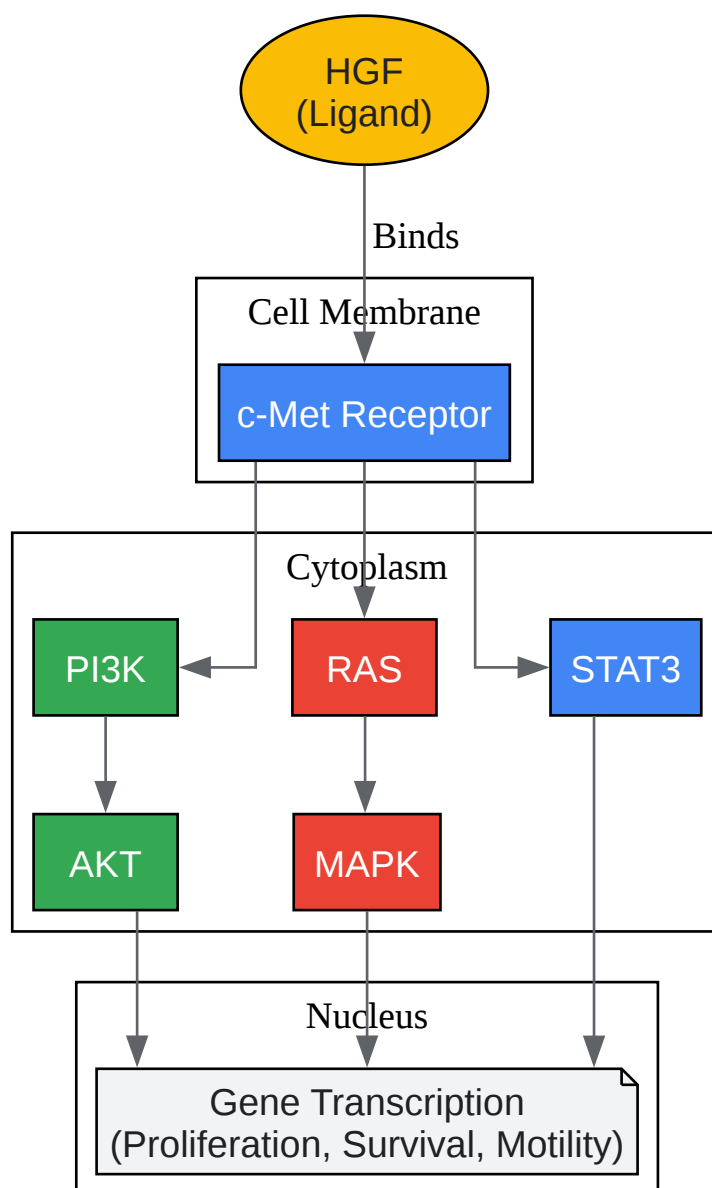 HGF
(Ligand)
Binds
Cell Membrane
c-Met Receptor
Cytoplasm
PI3K
RAS
STAT3
AKT
MAPK
Nucleus
Gene Transcription
(Proliferation, Survival, Motility)